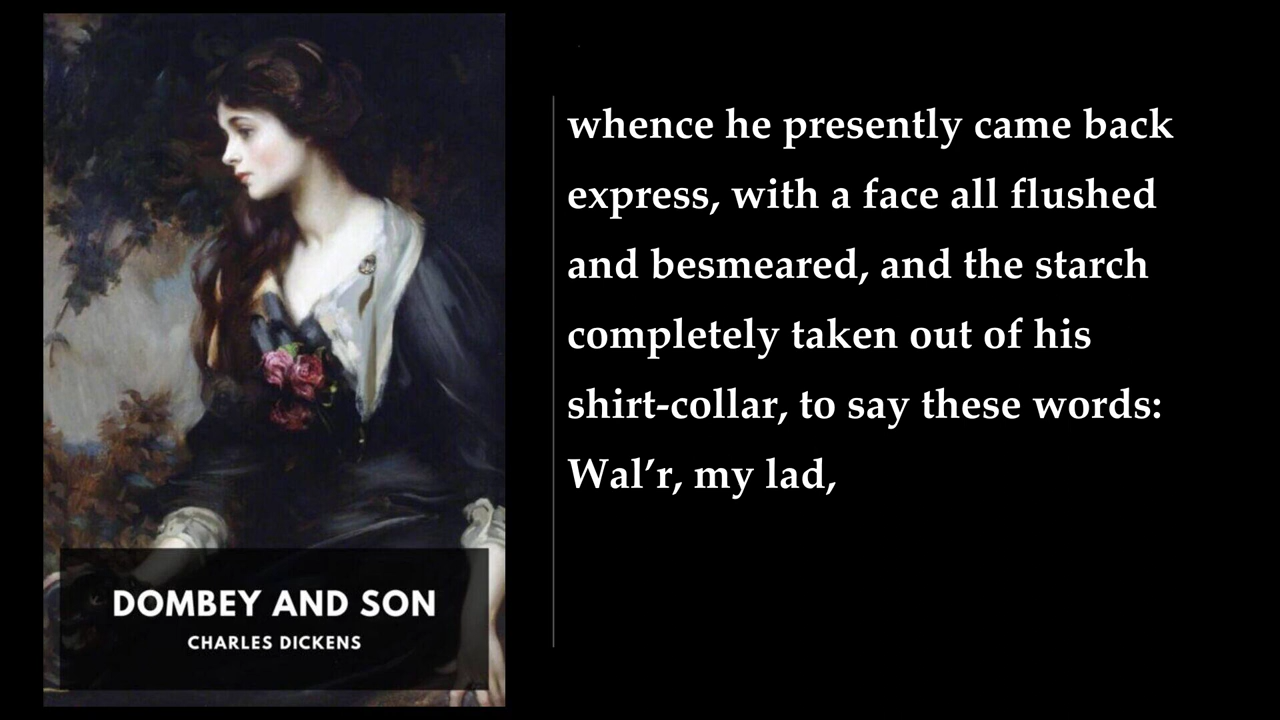 whence he presently came back
express, with a face all flushed
and besmeared, and the starch
completely taken out of his
shirt-collar, to say these words:
Wal’r, my lad,
DOMBEY AND SON
CHARLES DICKENS